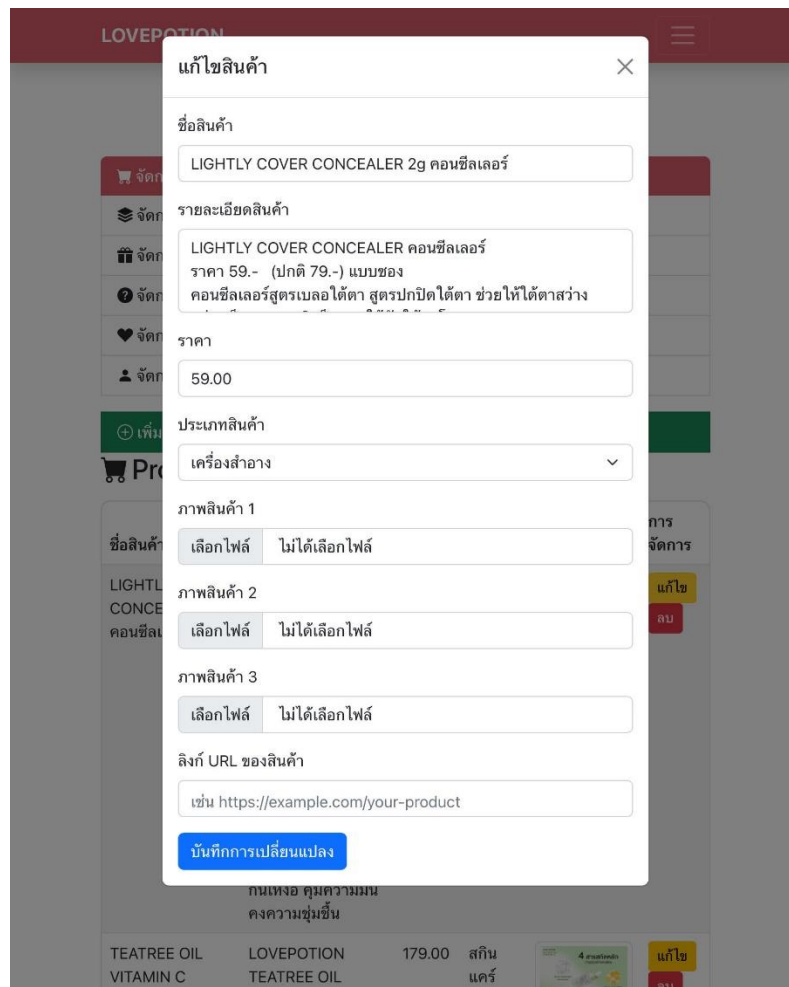 LOVEPOTION
แก้ไขสินค้า
ชื่อสินค้า
LIGHTLY COVER CONCEALER 2g คอนซีลเลอร์
รายละเอียดสินค้า
LIGHTLY COVER CONCEALER คอนซีลเลอร์
ราคา 59.- (ปกติ 79.-) แบบซอง
คอนซีลเลอร์สูตรเบลอใต้ตา สูตรปกปิดใต้ตา ช่วยให้ใต้ตาสว่าง
ราคา
59.00
ประเภทสินค้า
เครื่องสำอาง
ภาพสินค้า 1
เลือกไฟล์ ไม่ได้เลือกไฟล์
ภาพสินค้า 2
เลือกไฟล์ ไม่ได้เลือกไฟล์
ภาพสินค้า 3
เลือกไฟล์ ไม่ได้เลือกไฟล์
ลิงก์ URL ของสินค้า
เช่น https://example.com/your-product
บันทึกการเปลี่ยนแปลง
จัดก
จัดก
จัดก
จัดก
จัดก
จัดก
เพิ่ม
Pro
ชื่อสินค้า
การ
จัดการ
LIGHTL
CONCE
คอนซีลเ
แก้ไข
ลบ
กันเหงื่อ คุมความมัน
คงความชุ่มชื้น
TEATREE OIL LOVEPOTION 179.00 สกิน แก้ไข
VITAMIN C TEATREE OIL แคร์ ลบ